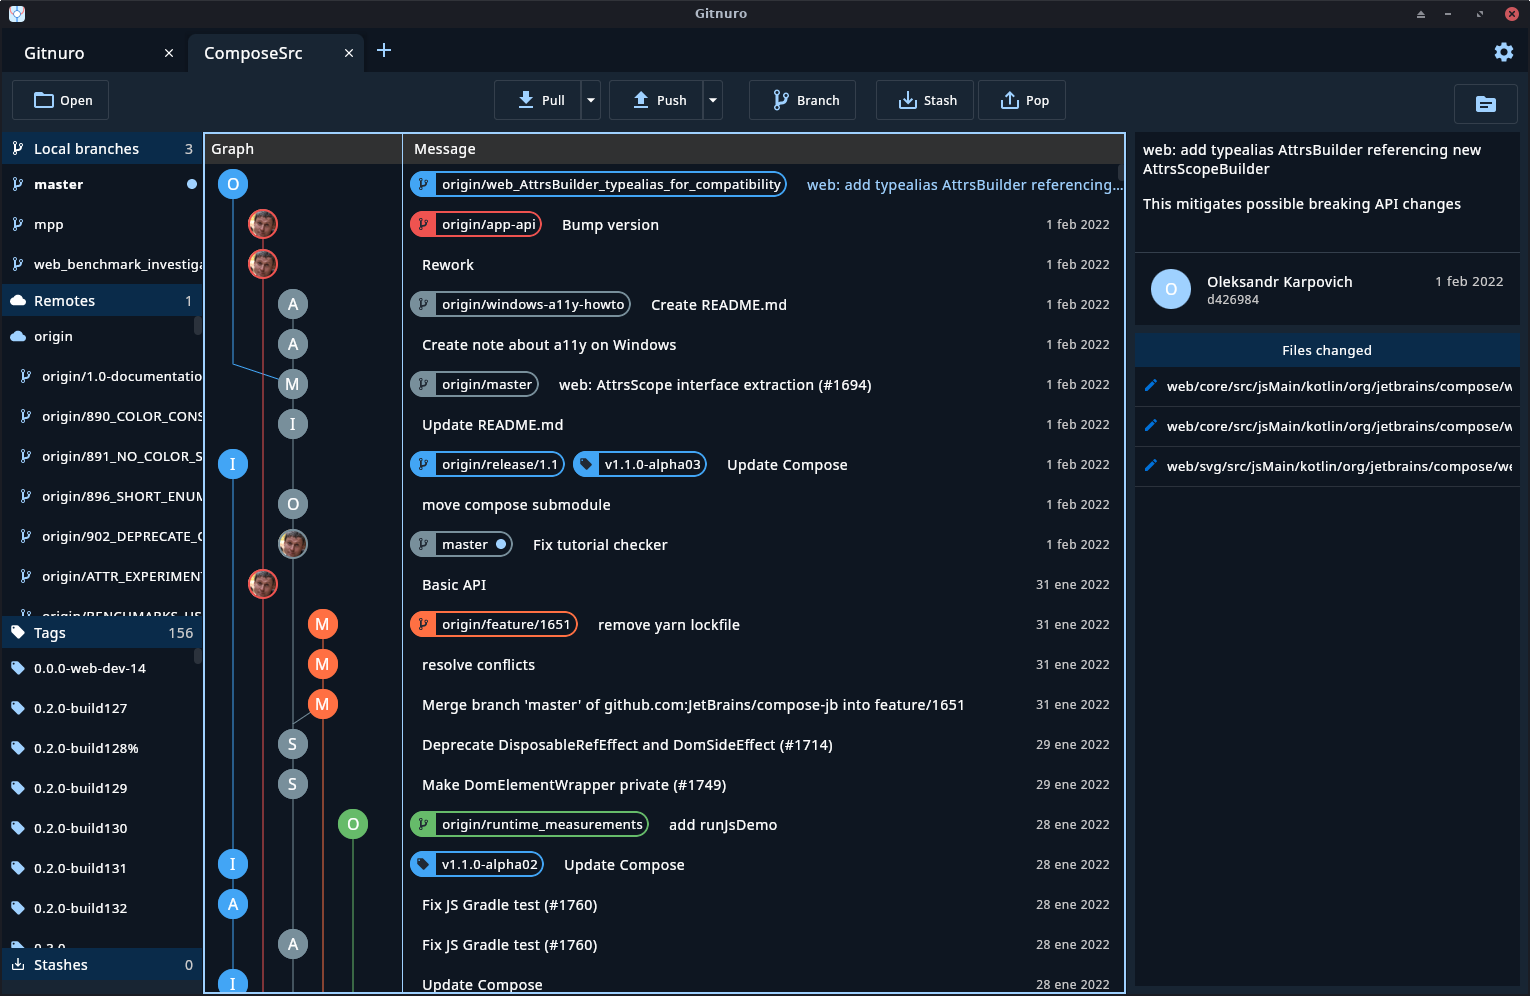 Gitnuro
Gitnuro
ComposeSrc
Open
Pull
Push
Branch
Stash
Pop
Local branches 3
master
mpp
web_benchmark_investiga
Remotes 1
origin
origin/1.0-documentatio
origin/890_COLOR_CONS
origin/891_NO_COLOR_S
origin/896_SHORT_ENUM
origin/902_DEPRECATE_C
origin/ATTR_EXPERIMENT
Tags 156
0.0.0-web-dev-14
0.2.0-build127
0.2.0-build128%
0.2.0-build129
0.2.0-build130
0.2.0-build131
0.2.0-build132
Stashes 0
Graph Message
O origin/web_AttrsBuilder_typealias_for_compatibility web: add typealias AttrsBuilder referencing...
origin/app-api Bump version 1 feb 2022
Rework 1 feb 2022
A origin/windows-a11y-howto Create README.md 1 feb 2022
A Create note about a11y on Windows 1 feb 2022
M origin/master web: AttrsScope interface extraction (#1694) 1 feb 2022
I Update README.md 1 feb 2022
I origin/release/1.1 v1.1.0-alpha03 Update Compose 1 feb 2022
O move compose submodule 1 feb 2022
master Fix tutorial checker 1 feb 2022
Basic API 31 ene 2022
M origin/feature/1651 remove yarn lockfile 31 ene 2022
M resolve conflicts 31 ene 2022
M Merge branch 'master' of github.com:JetBrains/compose-jb into feature/1651 31 ene 2022
S Deprecate DisposableRefEffect and DomSideEffect (#1714) 29 ene 2022
S Make DomElementWrapper private (#1749) 29 ene 2022
O origin/runtime_measurements add runJsDemo 28 ene 2022
I v1.1.0-alpha02 Update Compose 28 ene 2022
A Fix JS Gradle test (#1760) 28 ene 2022
A Fix JS Gradle test (#1760) 28 ene 2022
I Update Compose 28 ene 2022
web: add typealias AttrsBuilder referencing new
AttrsScopeBuilder
This mitigates possible breaking API changes
O Oleksandr Karpovich 1 feb 2022
d426984
Files changed
web/core/src/jsMain/kotlin/org/jetbrains/compose/w
web/core/src/jsMain/kotlin/org/jetbrains/compose/w
web/svg/src/jsMain/kotlin/org/jetbrains/compose/we